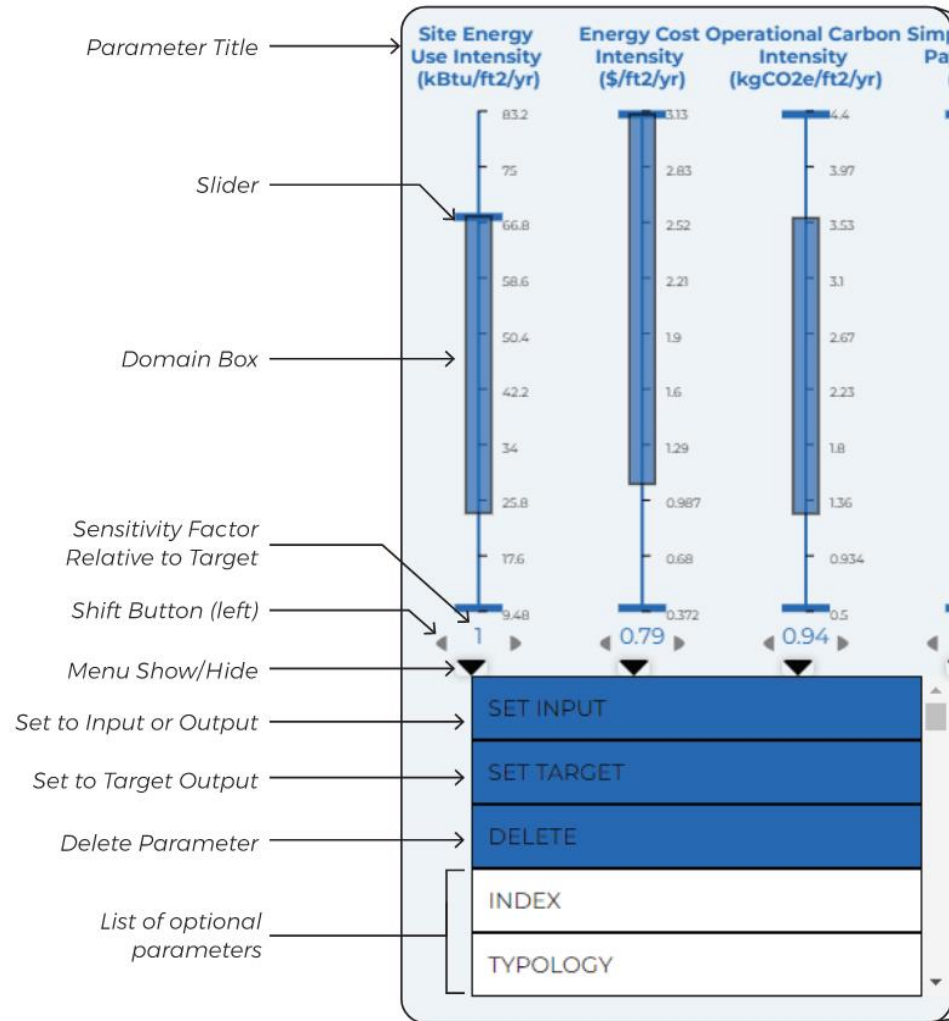 Parameter Title
Site Energy
Use Intensity
(kBtu/ft2/yr)
Energy Cost
Intensity
($/ft2/yr)
Operational Carbon
Intensity
(kgCO2e/ft2/yr)
Slider
Domain Box
83.2
75
66.8
58.6
50.4
42.2
34
25.8
17.6
9.48
3.13
2.83
2.52
2.21
1.9
1.6
1.29
0.987
0.68
0.372
4.4
3.97
3.53
3.1
2.67
2.23
1.8
1.36
0.934
0.5
Sensitivity Factor
Relative to Target
1
0.79
0.94
Shift Button (left)
Menu Show/Hide
Set to Input or Output
SET INPUT
Set to Target Output
SET TARGET
Delete Parameter
DELETE
List of optional
parameters
INDEX
TYPOLOGY